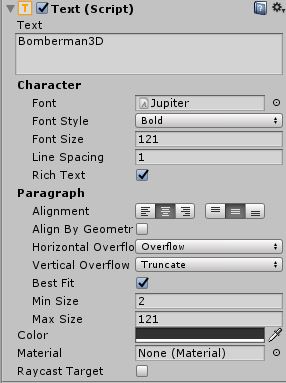 Text (Script)
Text
Bomberman3D
Character
Font Jupiter
Font Style Bold
Font Size 121
Line Spacing 1
Rich Text
Paragraph
Alignment
Align By Geometr
Horizontal Overflo Overflow
Vertical Overflow Truncate
Best Fit
Min Size 2
Max Size 121
Color
Material None (Material)
Raycast Target